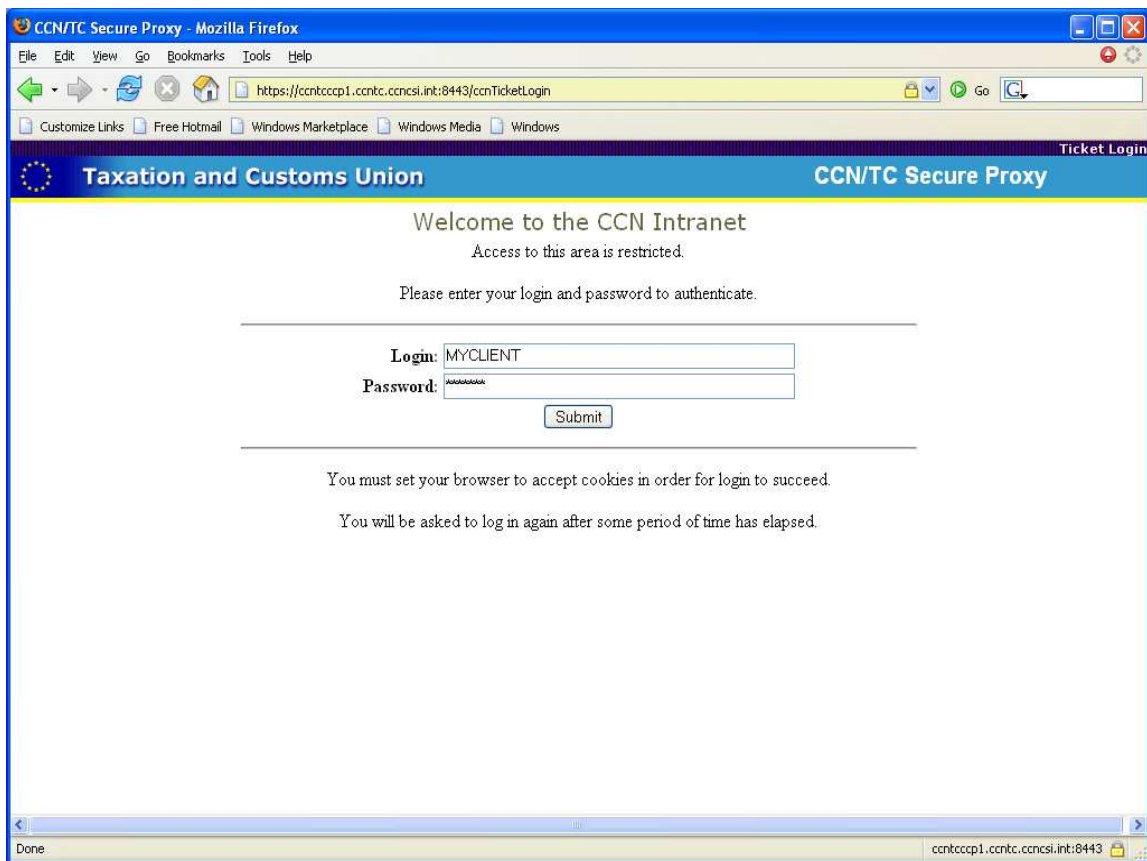 CCN/TC Secure Proxy - Mozilla Firefox
File Edit View Go Bookmarks Tools Help
https://ccntcccp1.ccntc.ccncsi.int:8443/ccnTicketLogin Go G
Customize Links Free Hotmail Windows Marketplace Windows Media Windows
Ticket Login
Taxation and Customs Union CCN/TC Secure Proxy
Welcome to the CCN Intranet
Access to this area is restricted.
Please enter your login and password to authenticate.
Login: MYCLIENT
Password: *******
Submit
You must set your browser to accept cookies in order for login to succeed.
You will be asked to log in again after some period of time has elapsed.
Done ccntcccp1.ccntc.ccncsi.int:8443